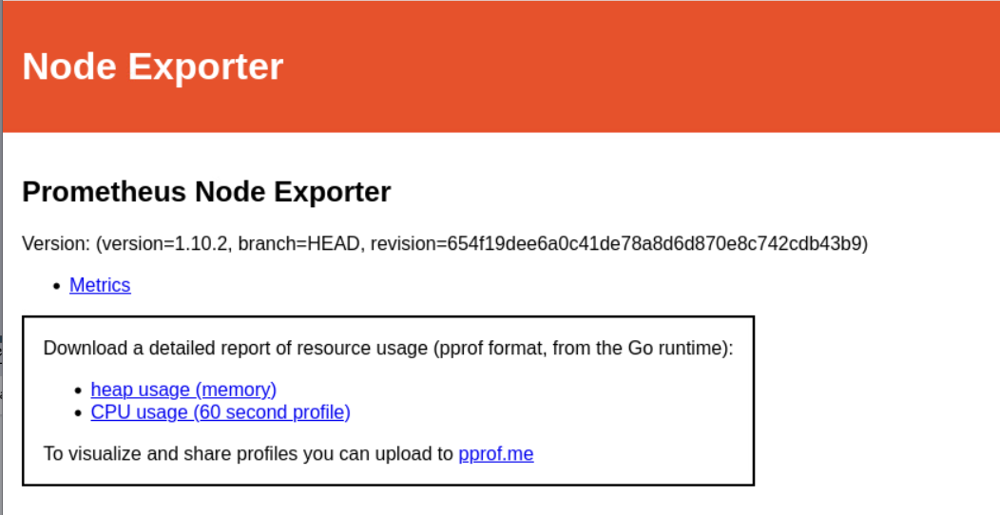 Node Exporter
Prometheus Node Exporter
Version: (version=1.10.2, branch=HEAD, revision=654f19dee6a0c41de78a8d6d870e8c742cdb43b9)
• Metrics
Download a detailed report of resource usage (pprof format, from the Go runtime):
• heap usage (memory)
• CPU usage (60 second profile)
To visualize and share profiles you can upload to pprof.me